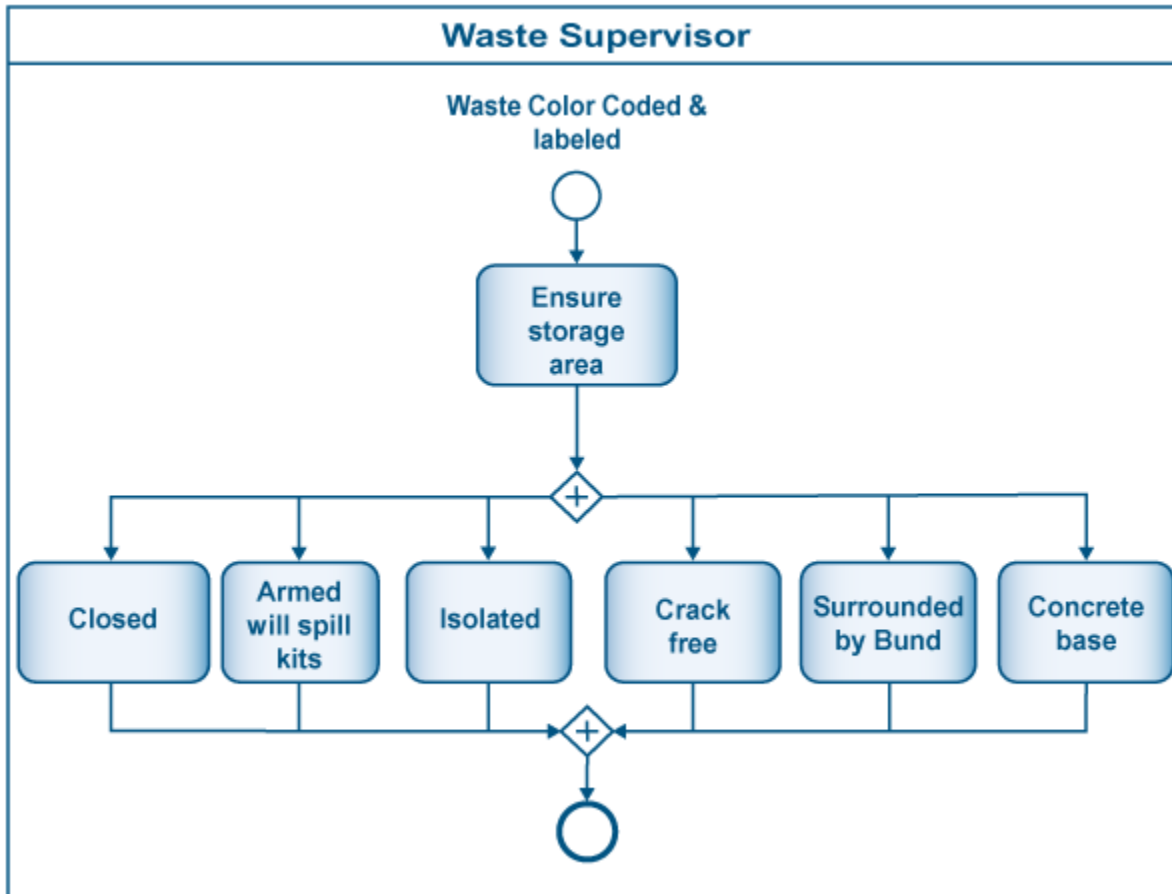 Waste Supervisor
Waste Color Coded &
labeled
Ensure
storage
area
Closed
Armed
will spill
kits
Isolated
Crack
free
Surrounded
by Bund
Concrete
base